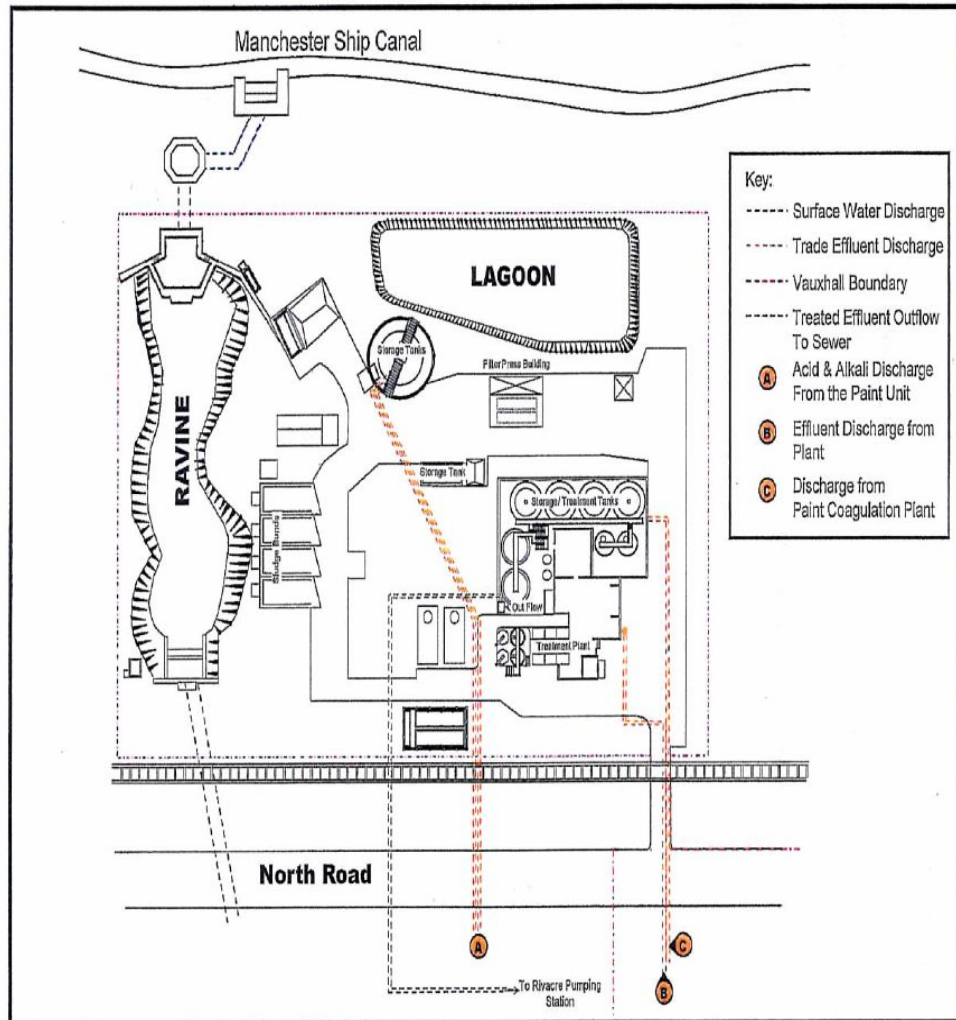 Manchester Ship Canal
Key:
Surface Water Discharge
Trade Effluent Discharge
Vauxhall Boundary
Treated Effluent Outflow
To Sewer
A
Acid & Alkali Discharge
From the Paint Unit
B
Effluent Discharge from
Plant
C
Discharge from
Paint Coagulation Plant
LAGOON
Storage Tanks
Filter Press Building
RAVINE
Storage Tank
Storage/Treatment Tanks
Out Flow
Treatment Plant
North Road
A
C
B
To Rivacre Pumping
Station